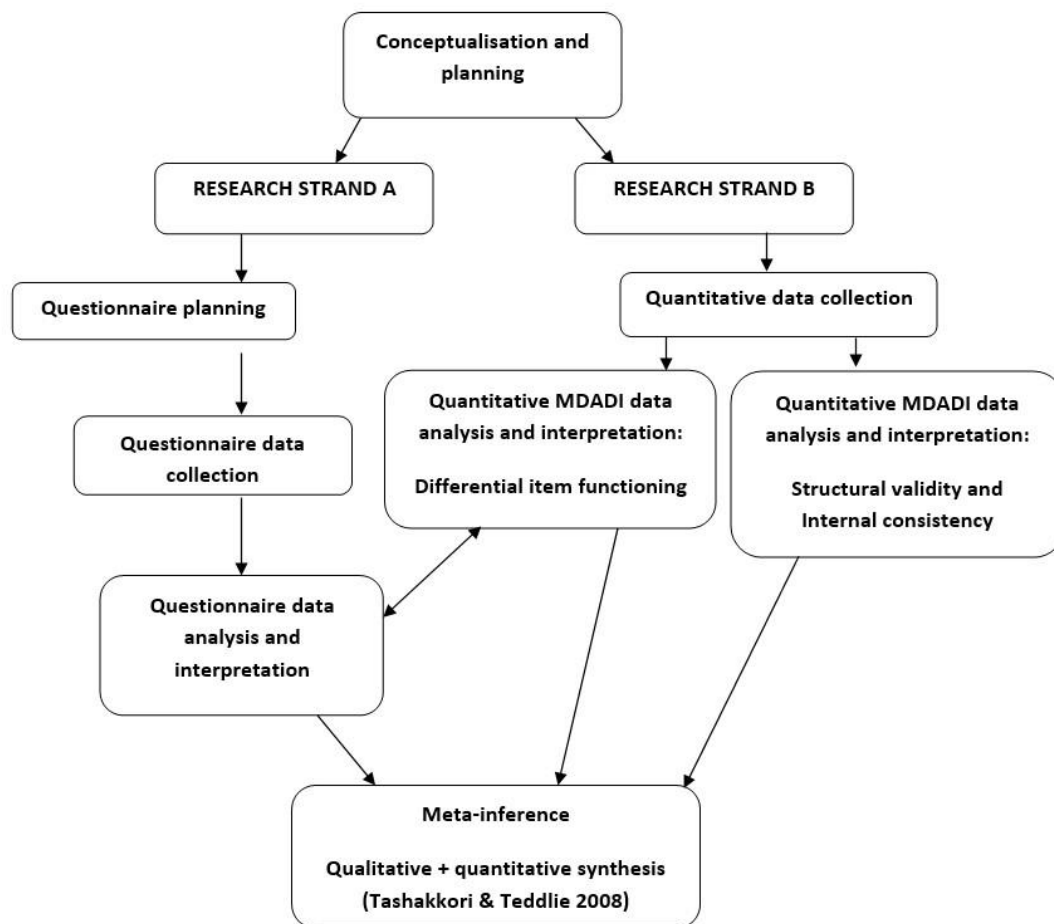 Conceptualisation and
planning
RESEARCH STRAND A
RESEARCH STRAND B
Questionnaire planning
Quantitative data collection
Questionnaire data
collection
Quantitative MDADI data
analysis and interpretation:
Differential item functioning
Quantitative MDADI data
analysis and interpretation:
Structural validity and
Internal consistency
Questionnaire data
analysis and
interpretation
Meta-inference
Qualitative + quantitative synthesis
(Tashakkori & Teddlie 2008)